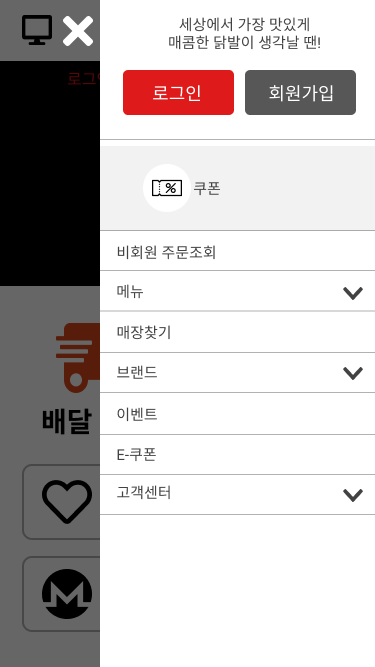 세상에서 가장 맛있게
매콤한 닭발이 생각날 땐!
로그인 회원가입
쿠폰
비회원 주문조회
메뉴
매장찾기
브랜드
이벤트
E-쿠폰
고객센터
배달